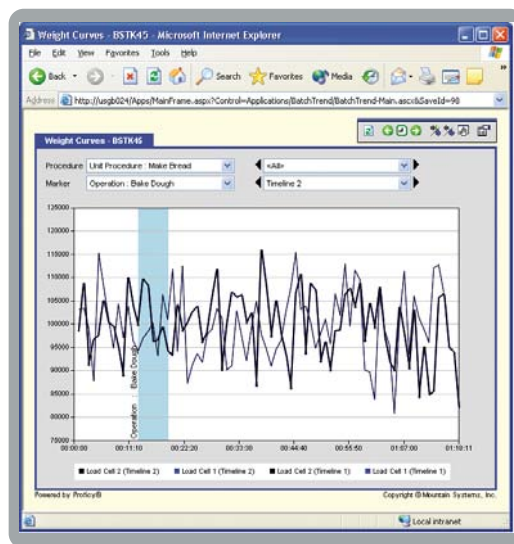 Weight Curves - BSTK45 - Microsoft Internet Explorer
File Edit View Favorites Tools Help
Back Search Favorites Media
Address http://usgb024/Apps/MainFrame.aspx?Control=Applications/BatchTrend/BatchTrend-Main.ascx&SaveId=98
Weight Curves - BSTK45
Procedure Unit Procedure : Make Bread <All>
Marker Operation : Bake Dough Timeline 2
125000
120000
115000
110000
105000
100000
95000
90000
85000
80000
75000
Operation : Bake Dough
00:00:00 00:11:10 00:22:20 00:33:30 00:44:40 00:55:50 01:07:00 01:18:11
Load Cell 2 (Timeline 2) Load Cell 1 (Timeline 2) Load Cell 2 (Timeline 1) Load Cell 1 (Timeline 1)
Powered by Proficy® Copyright © Mountain Systems, Inc.
Local intranet